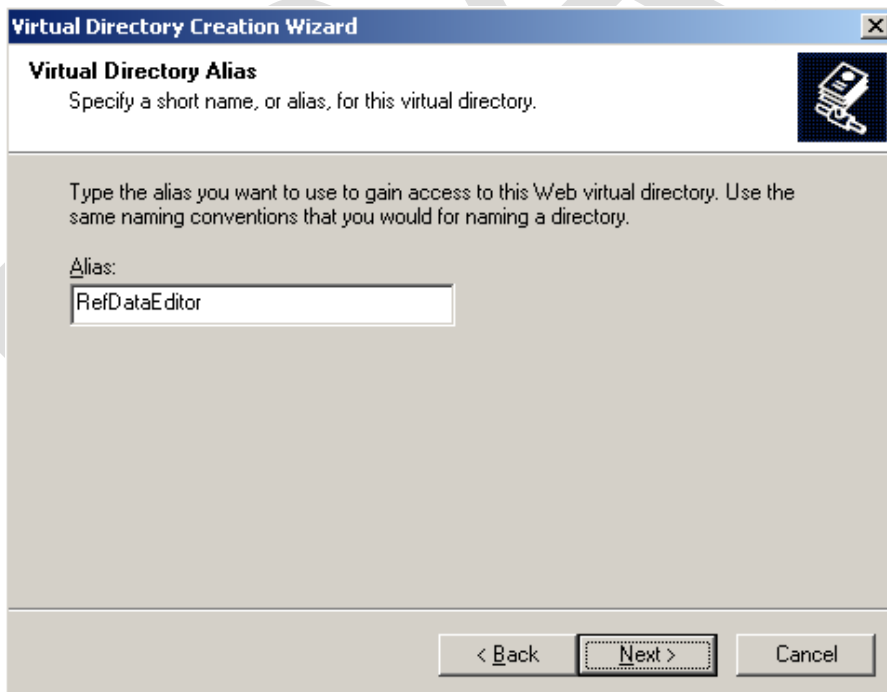 Virtual Directory Creation Wizard
Virtual Directory Alias
Specify a short name, or alias, for this virtual directory.
Type the alias you want to use to gain access to this Web virtual directory. Use the
same naming conventions that you would for naming a directory.
Alias:
RefDataEditor
< Back Next > Cancel